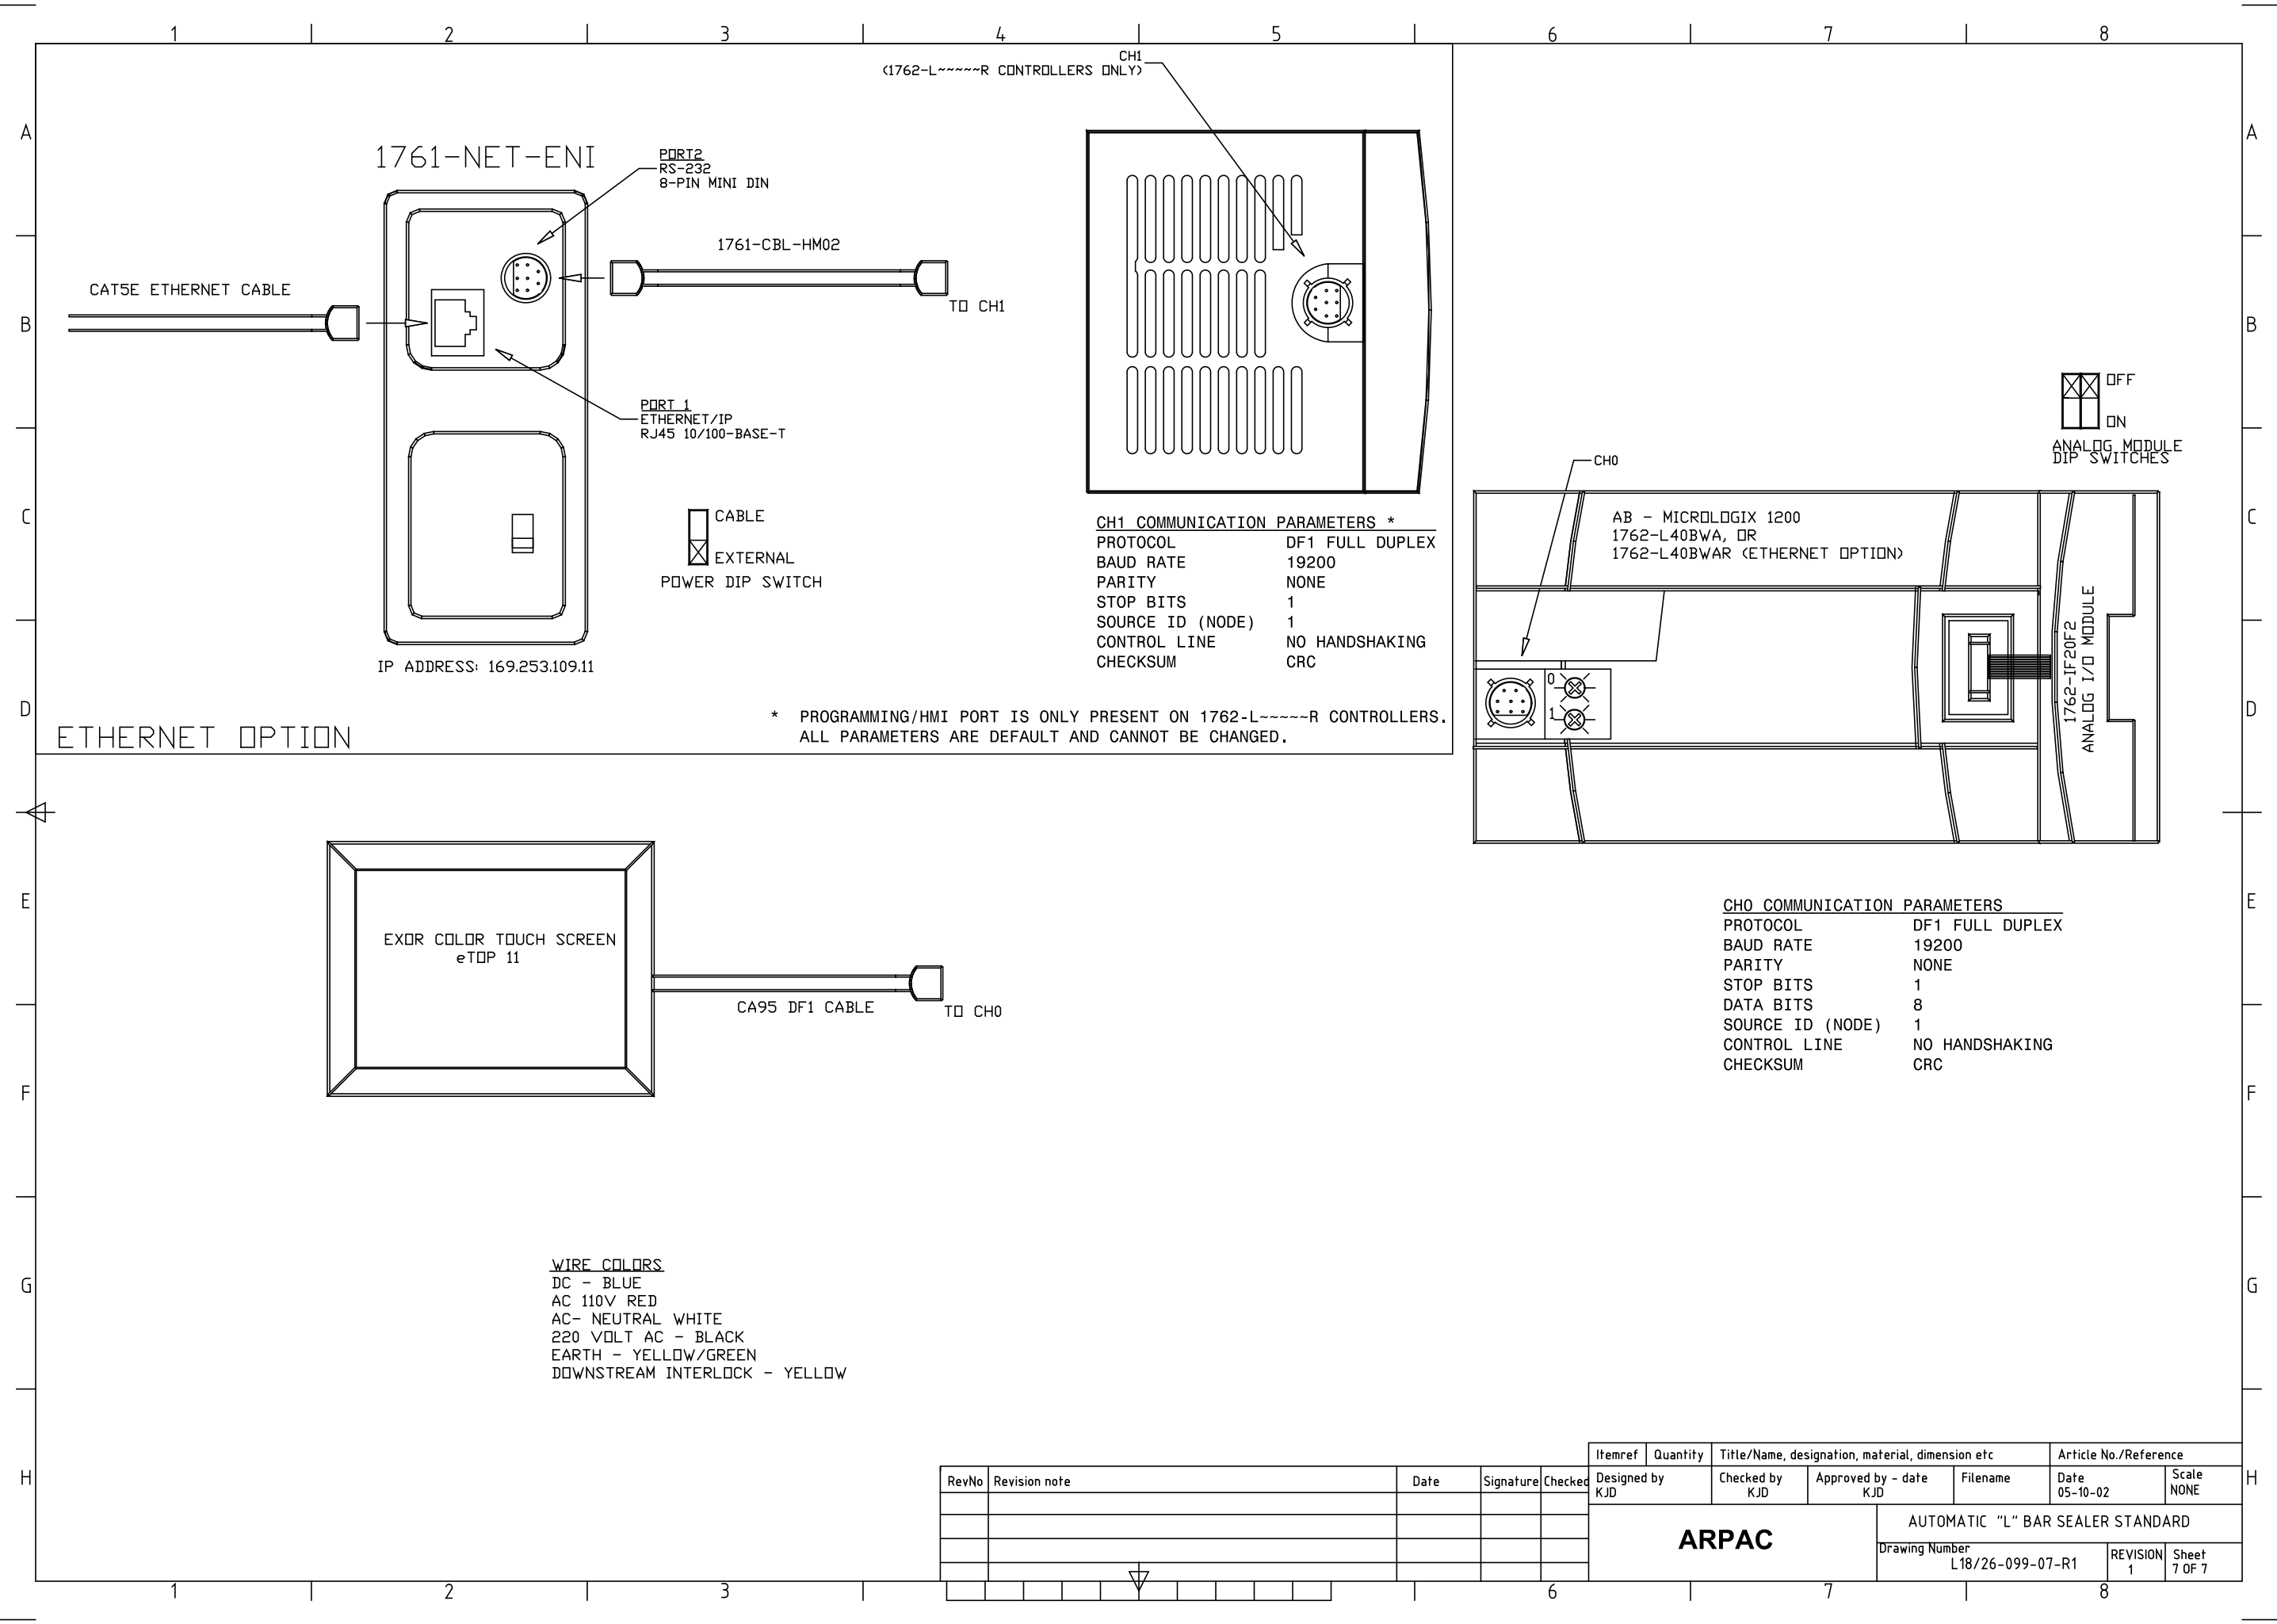 1 2 3 4 5 6 7 8
A
B
C
D
E
F
G
H
A
B
C
D
E
F
G
H
CH1
(1762-L~~~~~R CONTROLLERS ONLY)
1761-NET-ENI
PORT2
RS-232
8-PIN MINI DIN
1761-CBL-HM02
CAT5E ETHERNET CABLE
TO CH1
PORT 1
ETHERNET/IP
RJ45 10/100-BASE-T
CABLE
EXTERNAL
POWER DIP SWITCH
IP ADDRESS: 169.253.109.11
CH1 COMMUNICATION PARAMETERS *
PROTOCOL DF1 FULL DUPLEX
BAUD RATE 19200
PARITY NONE
STOP BITS 1
SOURCE ID (NODE) 1
CONTROL LINE NO HANDSHAKING
CHECKSUM CRC
* PROGRAMMING/HMI PORT IS ONLY PRESENT ON 1762-L~~~~~R CONTROLLERS.
ALL PARAMETERS ARE DEFAULT AND CANNOT BE CHANGED.
ETHERNET OPTION
OFF
ON
ANALOG MODULE
DIP SWITCHES
CH0
AB - MICROLOGIX 1200
1762-L40BWA, OR
1762-L40BWAR (ETHERNET OPTION)
0
1
1762-IF2OF2
ANALOG I/O MODULE
EXOR COLOR TOUCH SCREEN
eTOP 11
CA95 DF1 CABLE
TO CH0
CH0 COMMUNICATION PARAMETERS
PROTOCOL DF1 FULL DUPLEX
BAUD RATE 19200
PARITY NONE
STOP BITS 1
DATA BITS 8
SOURCE ID (NODE) 1
CONTROL LINE NO HANDSHAKING
CHECKSUM CRC
WIRE COLORS
DC - BLUE
AC 110V RED
AC- NEUTRAL WHITE
220 VOLT AC - BLACK
EARTH - YELLOW/GREEN
DOWNSTREAM INTERLOCK - YELLOW
RevNo Revision note Date Signature Checked
Itemref Quantity Title/Name, designation, material, dimension etc Article No./Reference
Designed by Checked by Approved by - date Filename Date Scale
KJD KJD KJD 05-10-02 NONE
ARPAC
AUTOMATIC "L" BAR SEALER STANDARD
Drawing Number
L18/26-099-07-R1
REVISION
1
Sheet
7 OF 7
1 2 3 6 7 8